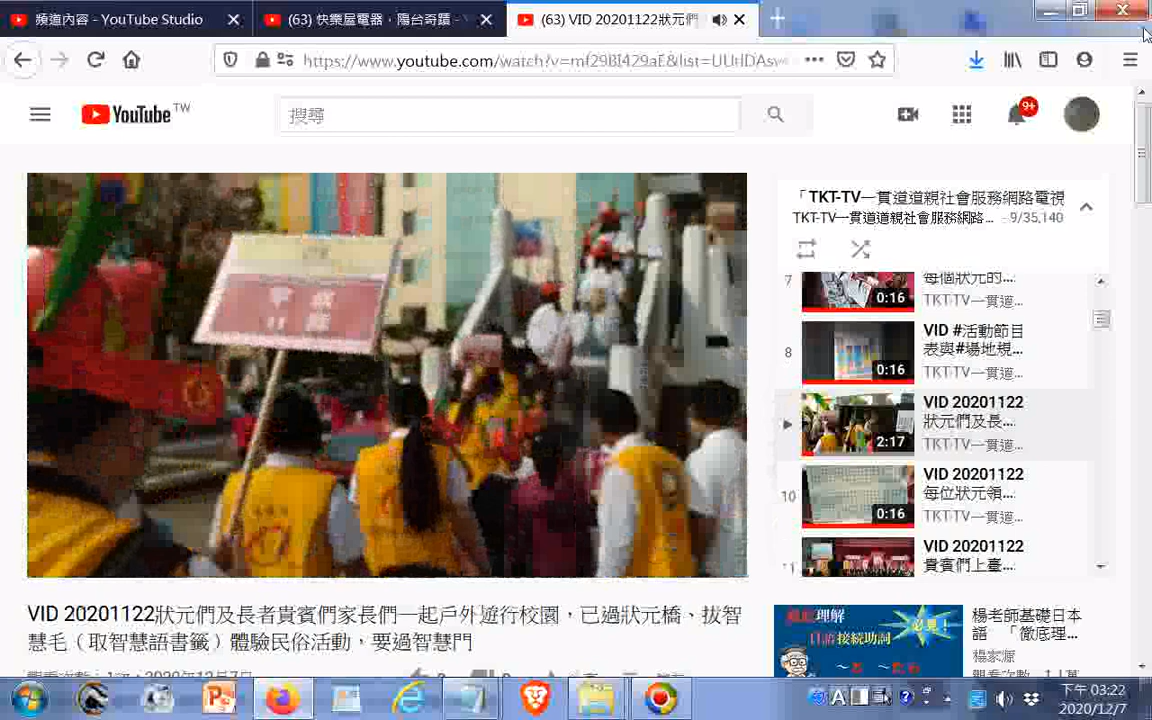 頻道內容 - YouTube Studio
(63) 快樂屋電器，陽台奇蹟 -
(63) VID 20201122狀元們
https://www.youtube.com/watch?v=
YouTube TW
搜尋
9+
「TKT-TV一貫道道親社會服務網路電視
TKT-TV一貫道道親社會服務網路... - 9/35,140
7
每個狀元的...
TKT-TV一貫道...
0:16
8
VID #活動節目
表與#場地規...
TKT-TV一貫道...
0:16
VID 20201122
狀元們及長...
TKT-TV一貫道...
2:17
10
VID 20201122
每位狀元領...
TKT-TV一貫道...
0:16
11
VID 20201122
貴賓們上臺...
VID 20201122狀元們及長者貴賓們家長們一起戶外遊行校園，已過狀元橋、拔智
慧毛（取智慧語書籤）體驗民俗活動，要過智慧門
理解
必見!
日語接続助詞
楊老師基礎日本
語 「徹底理...
楊家源
下午 03:22
2020/12/7